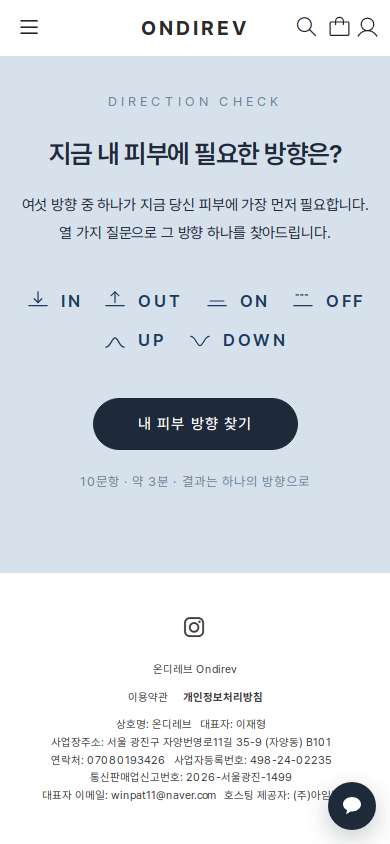 ONDIREV
DIRECTION CHECK
지금 내 피부에 필요한 방향은?
여섯 방향 중 하나가 지금 당신 피부에 가장 먼저 필요합니다.
열 가지 질문으로 그 방향 하나를 찾아드립니다.
IN OUT ON OFF
UP DOWN
내 피부 방향 찾기
10문항 · 약 3분 · 결과는 하나의 방향으로
온디레브 Ondirev
이용약관 개인정보처리방침
상호명: 온디레브 대표자: 이재형
사업장주소: 서울 광진구 자양번영로11길 35-9 (자양동) B101
연락처: 07080193426 사업자등록번호: 498-24-02235
통신판매업신고번호: 2026-서울광진-1499
대표자 이메일: winpat11@naver.com 호스팅 제공자: (주)아임